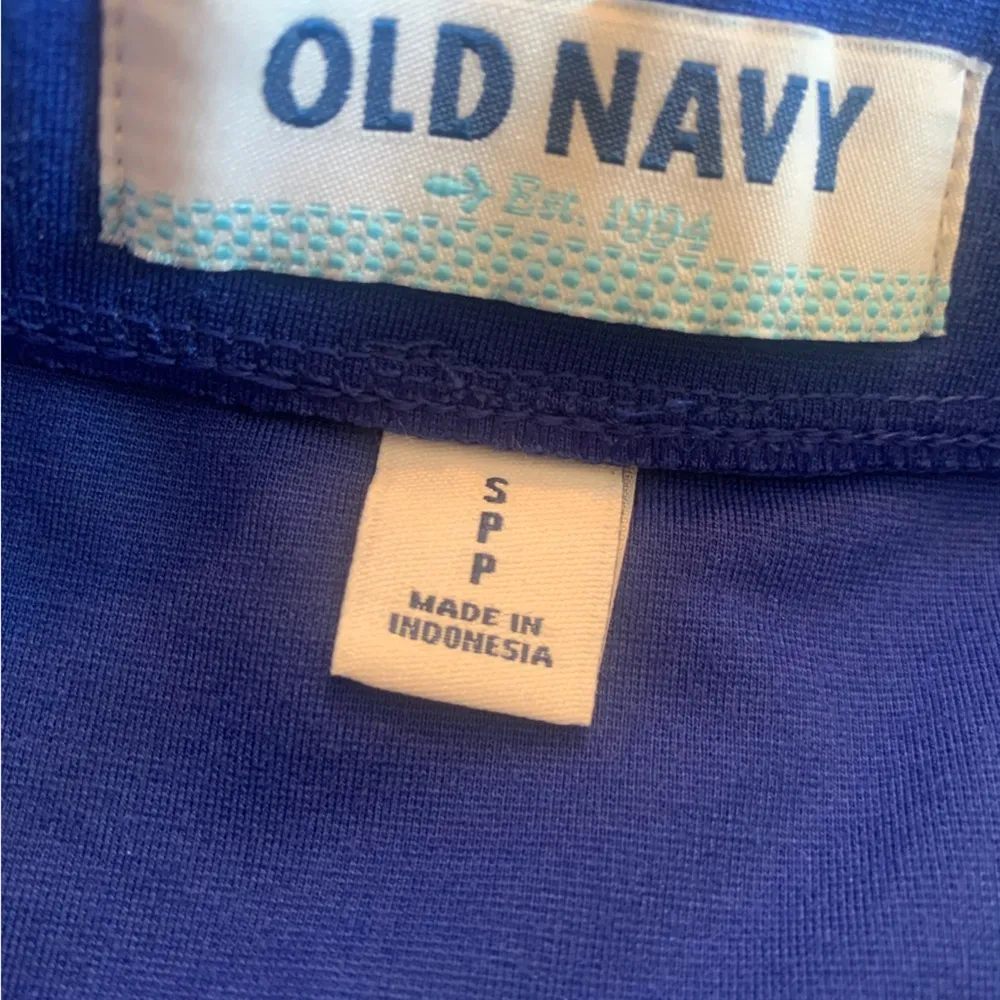 OLD NAVY
Est. 1994
S
P
P
MADE IN
INDONESIA